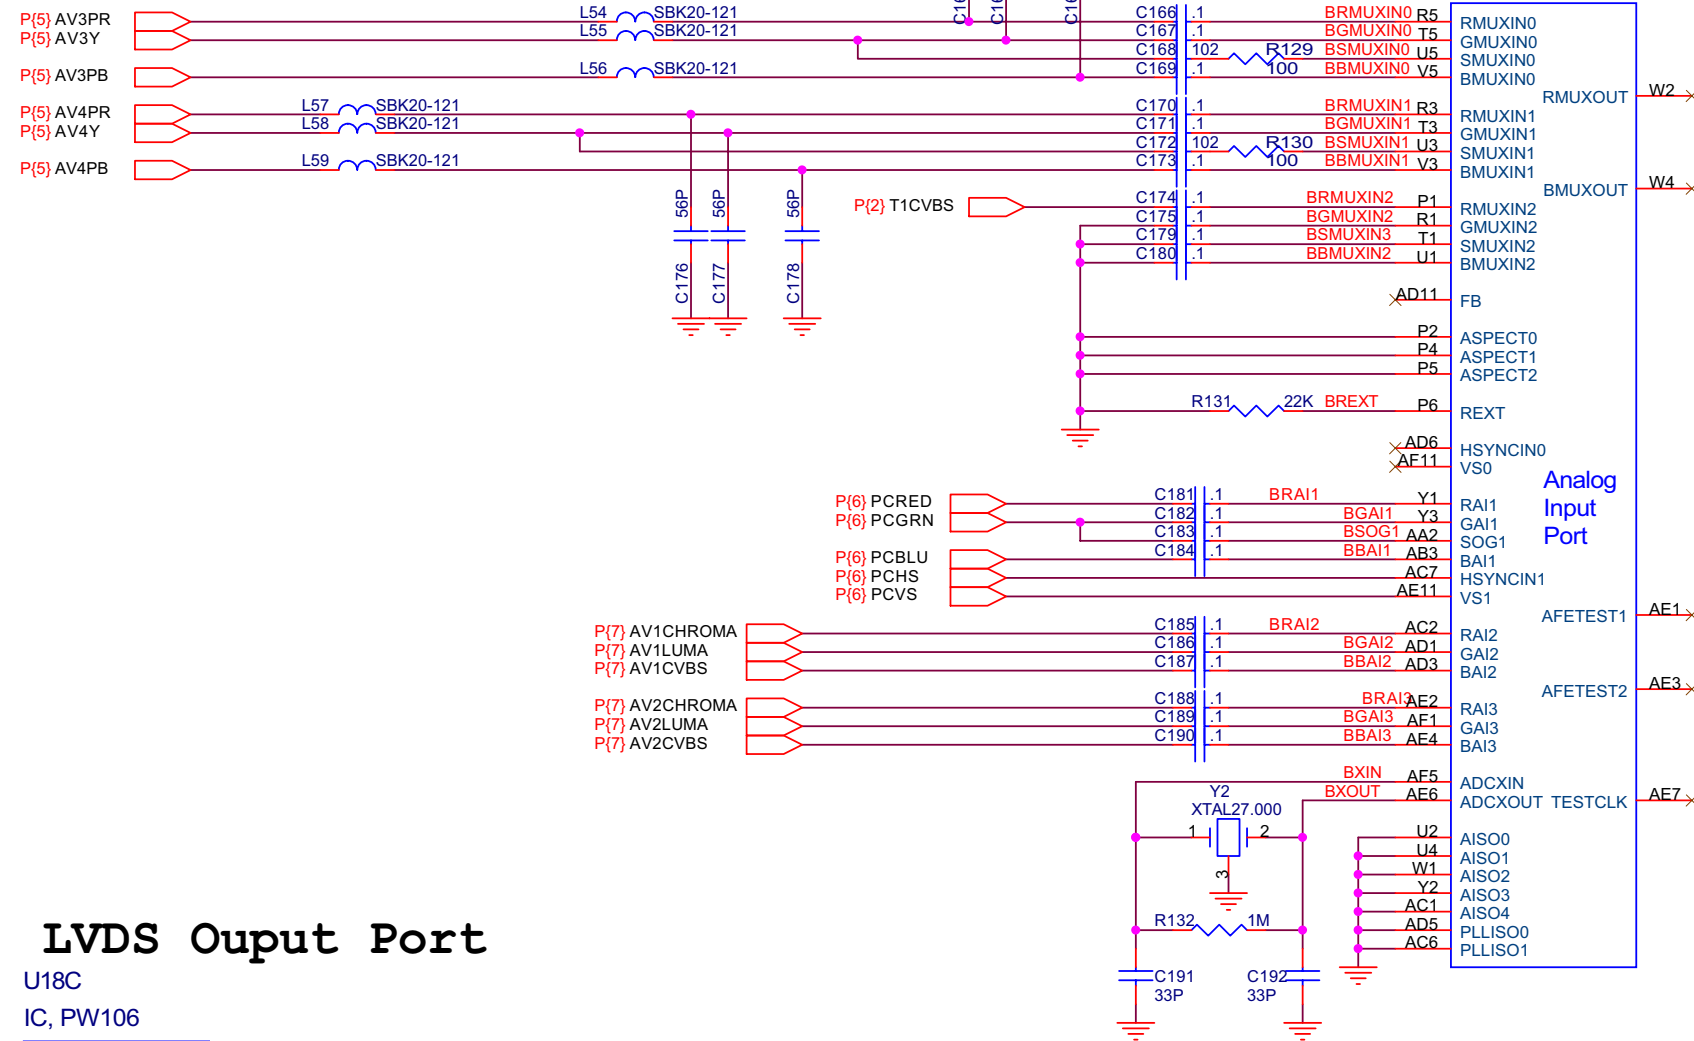 P{5} AV3PR L54 SBK20-121 C166 .1 BRMUXIN0 R5 RMUXIN0
P{5} AV3Y L55 SBK20-121 C167 .1 BGMUXIN0 T5 GMUXIN0
C168 102 R129 BSMUXIN0 U5 SMUXIN0
P{5} AV3PB L56 SBK20-121 C169 .1 100 BBMUXIN0 V5 BMUXIN0
RMUXOUT W2
P{5} AV4PR L57 SBK20-121 C170 .1 BRMUXIN1 R3 RMUXIN1
P{5} AV4Y L58 SBK20-121 C171 .1 BGMUXIN1 T3 GMUXIN1
C172 102 R130 BSMUXIN1 U3 SMUXIN1
P{5} AV4PB L59 SBK20-121 C173 .1 100 BBMUXIN1 V3 BMUXIN1
BMUXOUT W4
56P 56P 56P
C176 C177 C178
P{2} T1CVBS C174 .1 BRMUXIN2 P1 RMUXIN2
C175 .1 BGMUXIN2 R1 GMUXIN2
C179 .1 BSMUXIN3 T1 SMUXIN2
C180 .1 BBMUXIN2 U1 BMUXIN2
AD11 FB
P2 ASPECT0
P4 ASPECT1
P5 ASPECT2
R131 22K BREXT P6 REXT
AD6 HSYNCIN0
AF11 VS0
Analog
Input
Port
P{6} PCRED C181 .1 BRAI1 Y1 RAI1
P{6} PCGRN C182 .1 BGAI1 Y3 GAI1
C183 .1 BSOG1 AA2 SOG1
P{6} PCBLU C184 .1 BBAI1 AB3 BAI1
P{6} PCHS AC7 HSYNCIN1
P{6} PCVS AE11 VS1
AFETEST1 AE1
P{7} AV1CHROMA C185 .1 BRAI2 AC2 RAI2
P{7} AV1LUMA C186 .1 BGAI2 AD1 GAI2
P{7} AV1CVBS C187 .1 BBAI2 AD3 BAI2
AFETEST2 AE3
P{7} AV2CHROMA C188 .1 BRAI3 AE2 RAI3
P{7} AV2LUMA C189 .1 BGAI3 AF1 GAI3
P{7} AV2CVBS C190 .1 BBAI3 AE4 BAI3
BXIN AF5 ADCXIN
Y2 BXOUT AE6 ADCXOUT TESTCLK AE7
XTAL27.000
1 2 3
U2 AISO0
U4 AISO1
W1 AISO2
Y2 AISO3
AC1 AISO4
R132 1M AD5 PLLISO0
AC6 PLLISO1
C191 C192
33P 33P
LVDS Ouput Port
U18C
IC, PW106